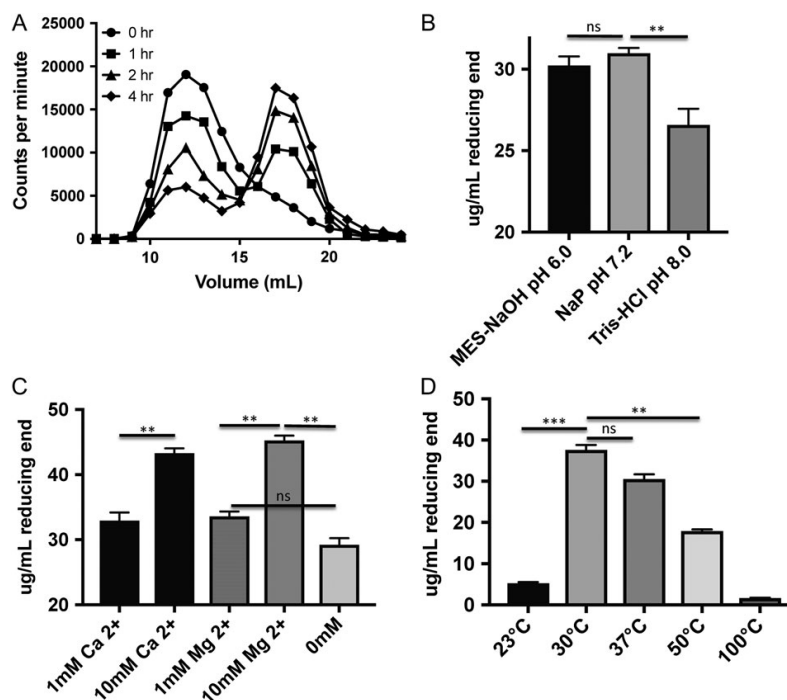 A
0 hr
1 hr
2 hr
4 hr
Counts per minute
25000
20000
15000
10000
5000
0
10
15
20
Volume (mL)
B
ns
**
ug/mL reducing end
30
25
20
MES-NaOH pH 6.0
NaP pH 7.2
Tris-HCl pH 8.0
C
**
**
**
ns
ug/mL reducing end
50
40
30
20
1mM Ca 2+
10mM Ca 2+
1mM Mg 2+
10mM Mg 2+
0mM
D
***
**
ns
ug/mL reducing end
50
40
30
20
10
0
23°C
30°C
37°C
50°C
100°C